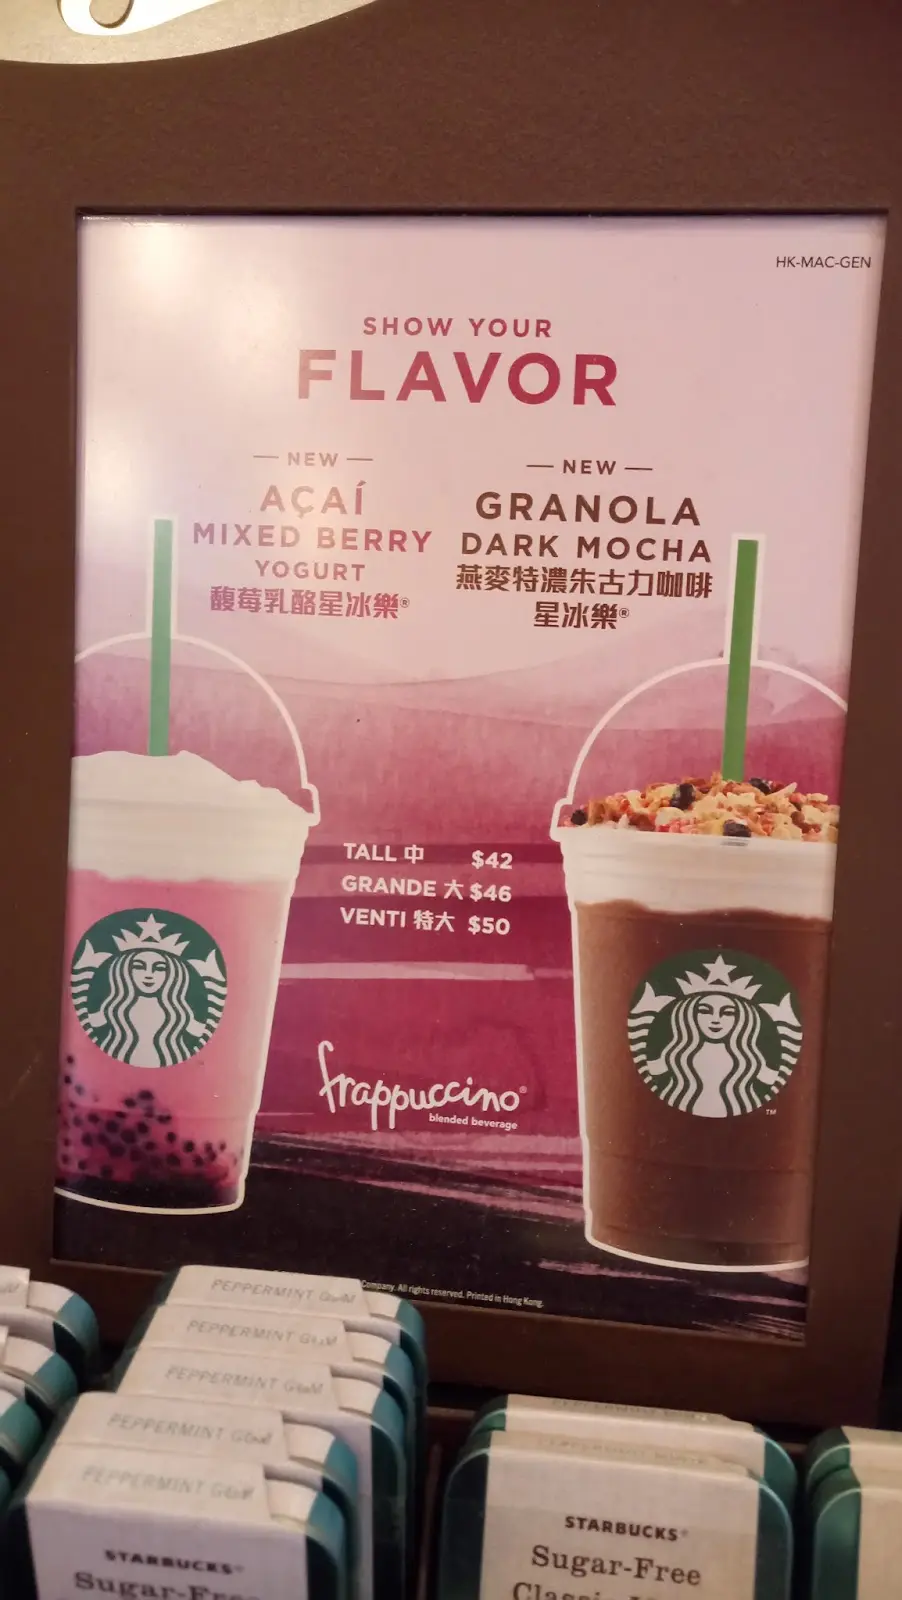 HK-MAC-GEN
SHOW YOUR
FLAVOR
NEW
AÇAÍ
MIXED BERRY
YOGURT
馥莓乳酪星冰樂®
NEW
GRANOLA
DARK MOCHA
燕麥特濃朱古力咖啡
星冰樂®
TALL 中 $42
GRANDE 大 $46
VENTI 特大 $50
frappuccino®
blended beverage
TM
Company. All rights reserved. Printed in Hong Kong.
PEPPERMINT GUM
PEPPERMINT GUM
PEPPERMINT GUM
PEPPERMINT GUM
PEPPERMINT GUM
STARBUCKS®
Sugar-Free
STARBUCKS®
Sugar-Free
Classic